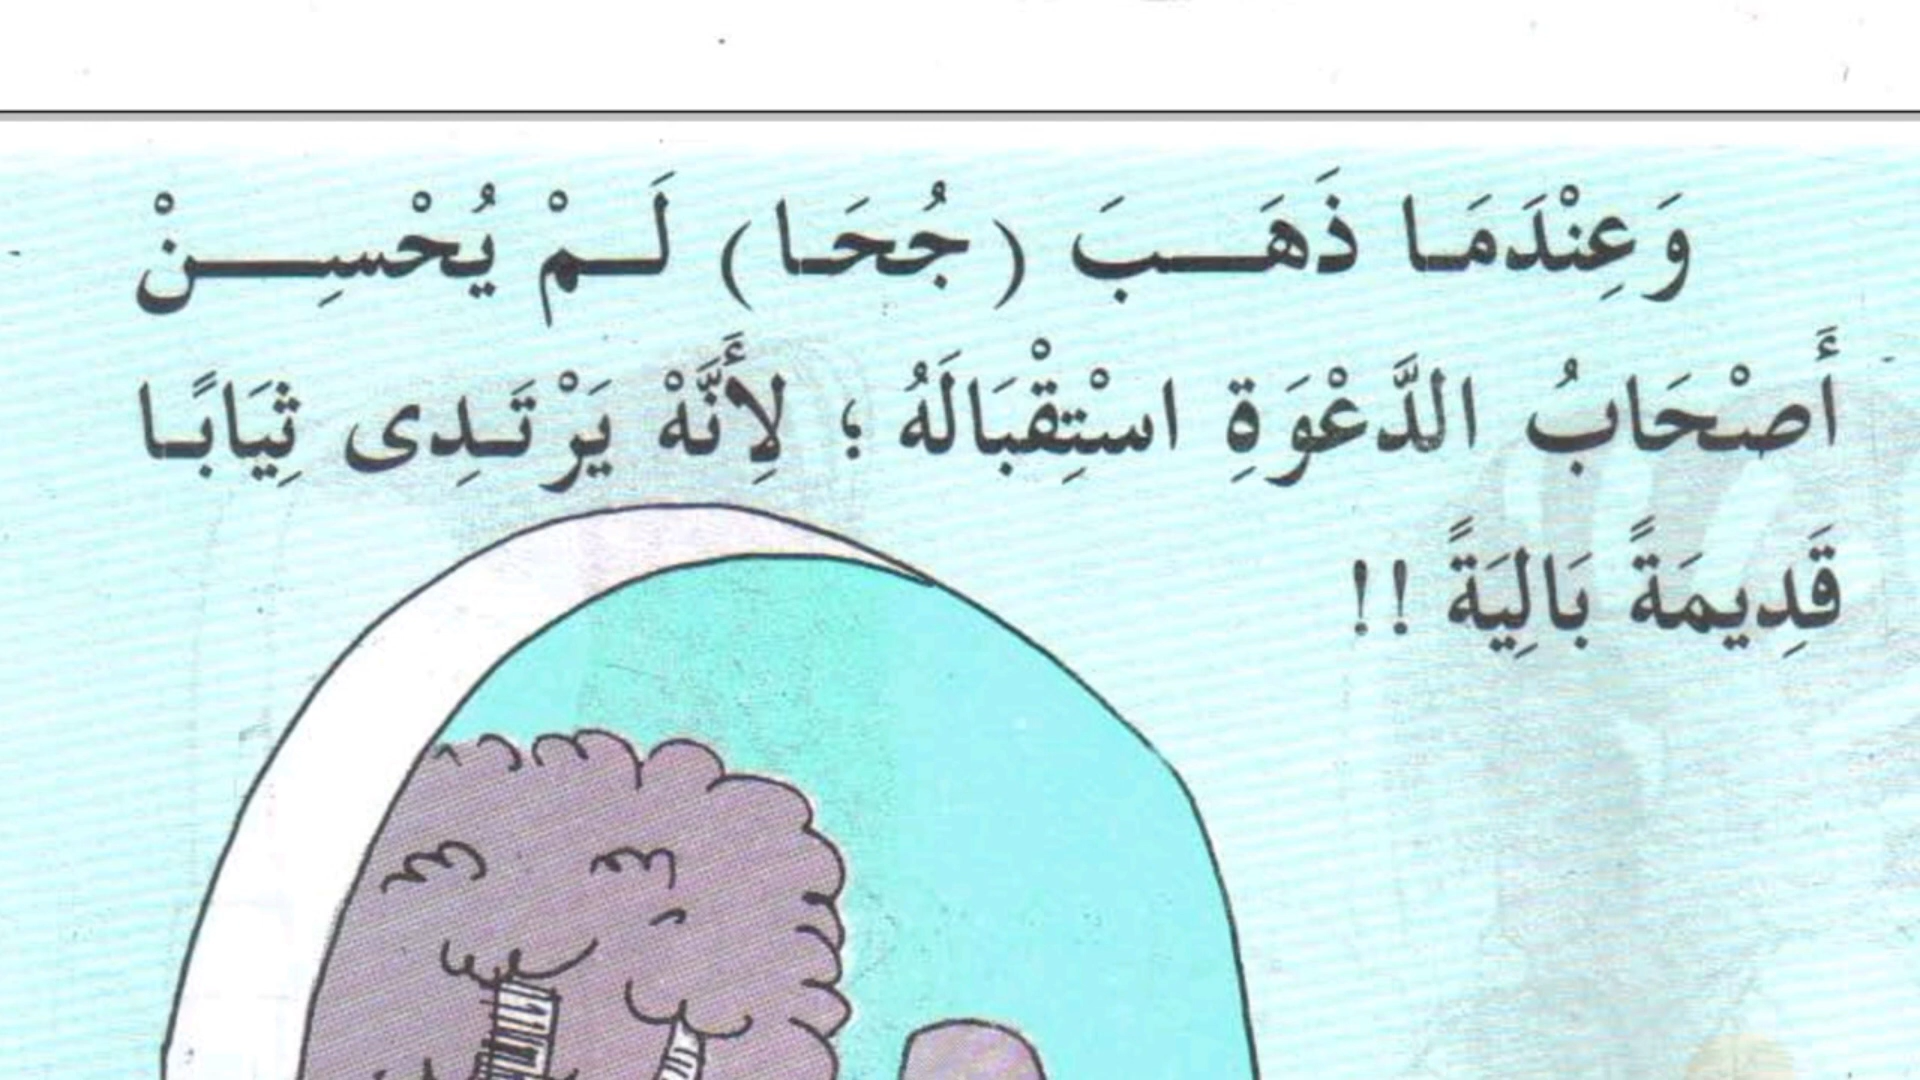 وَعِنْدَمَا ذَهَبَ (جُحَا) لَمْ يُحْسِنْ
أَصْحَابُ الدَّعْوَةِ اسْتِقْبَالَهُ ؛ لِأَنَّهْ يَرْتَدِى ثِيَابًا
قَدِيمَةً بَالِيَةً !!